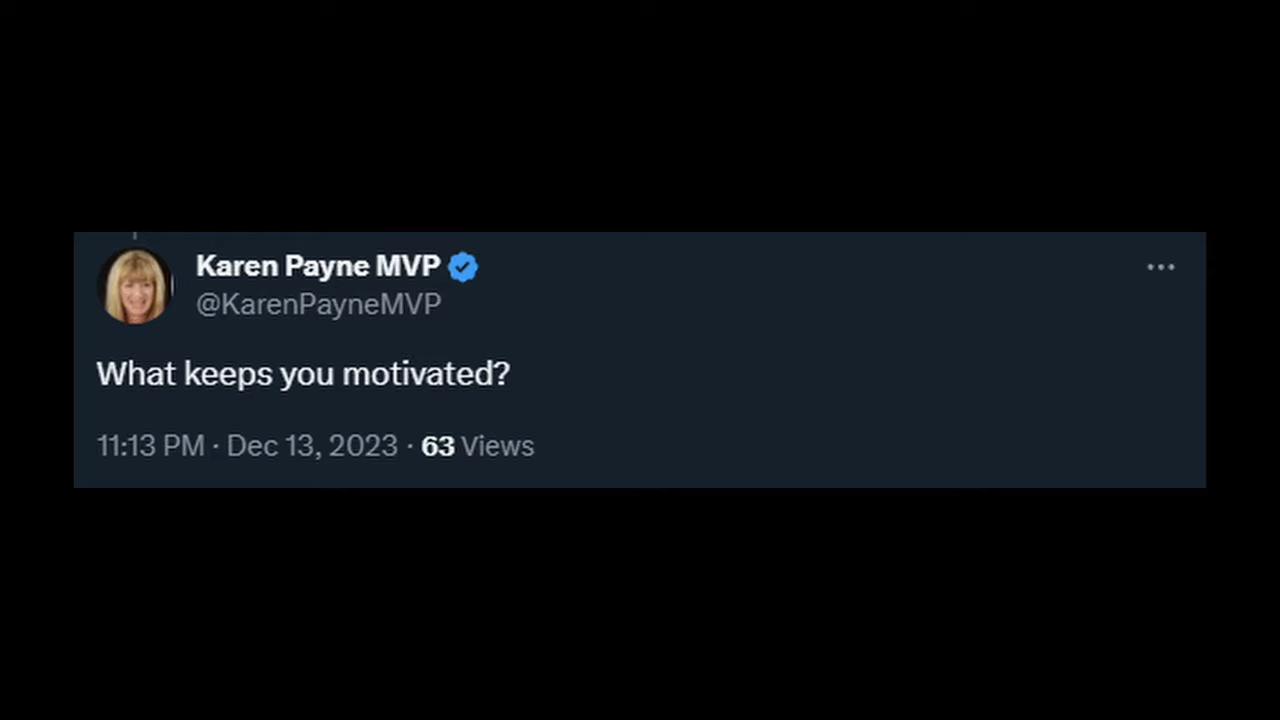 Karen Payne MVP
@KarenPayneMVP
What keeps you motivated?
11:13 PM · Dec 13, 2023 · 63 Views